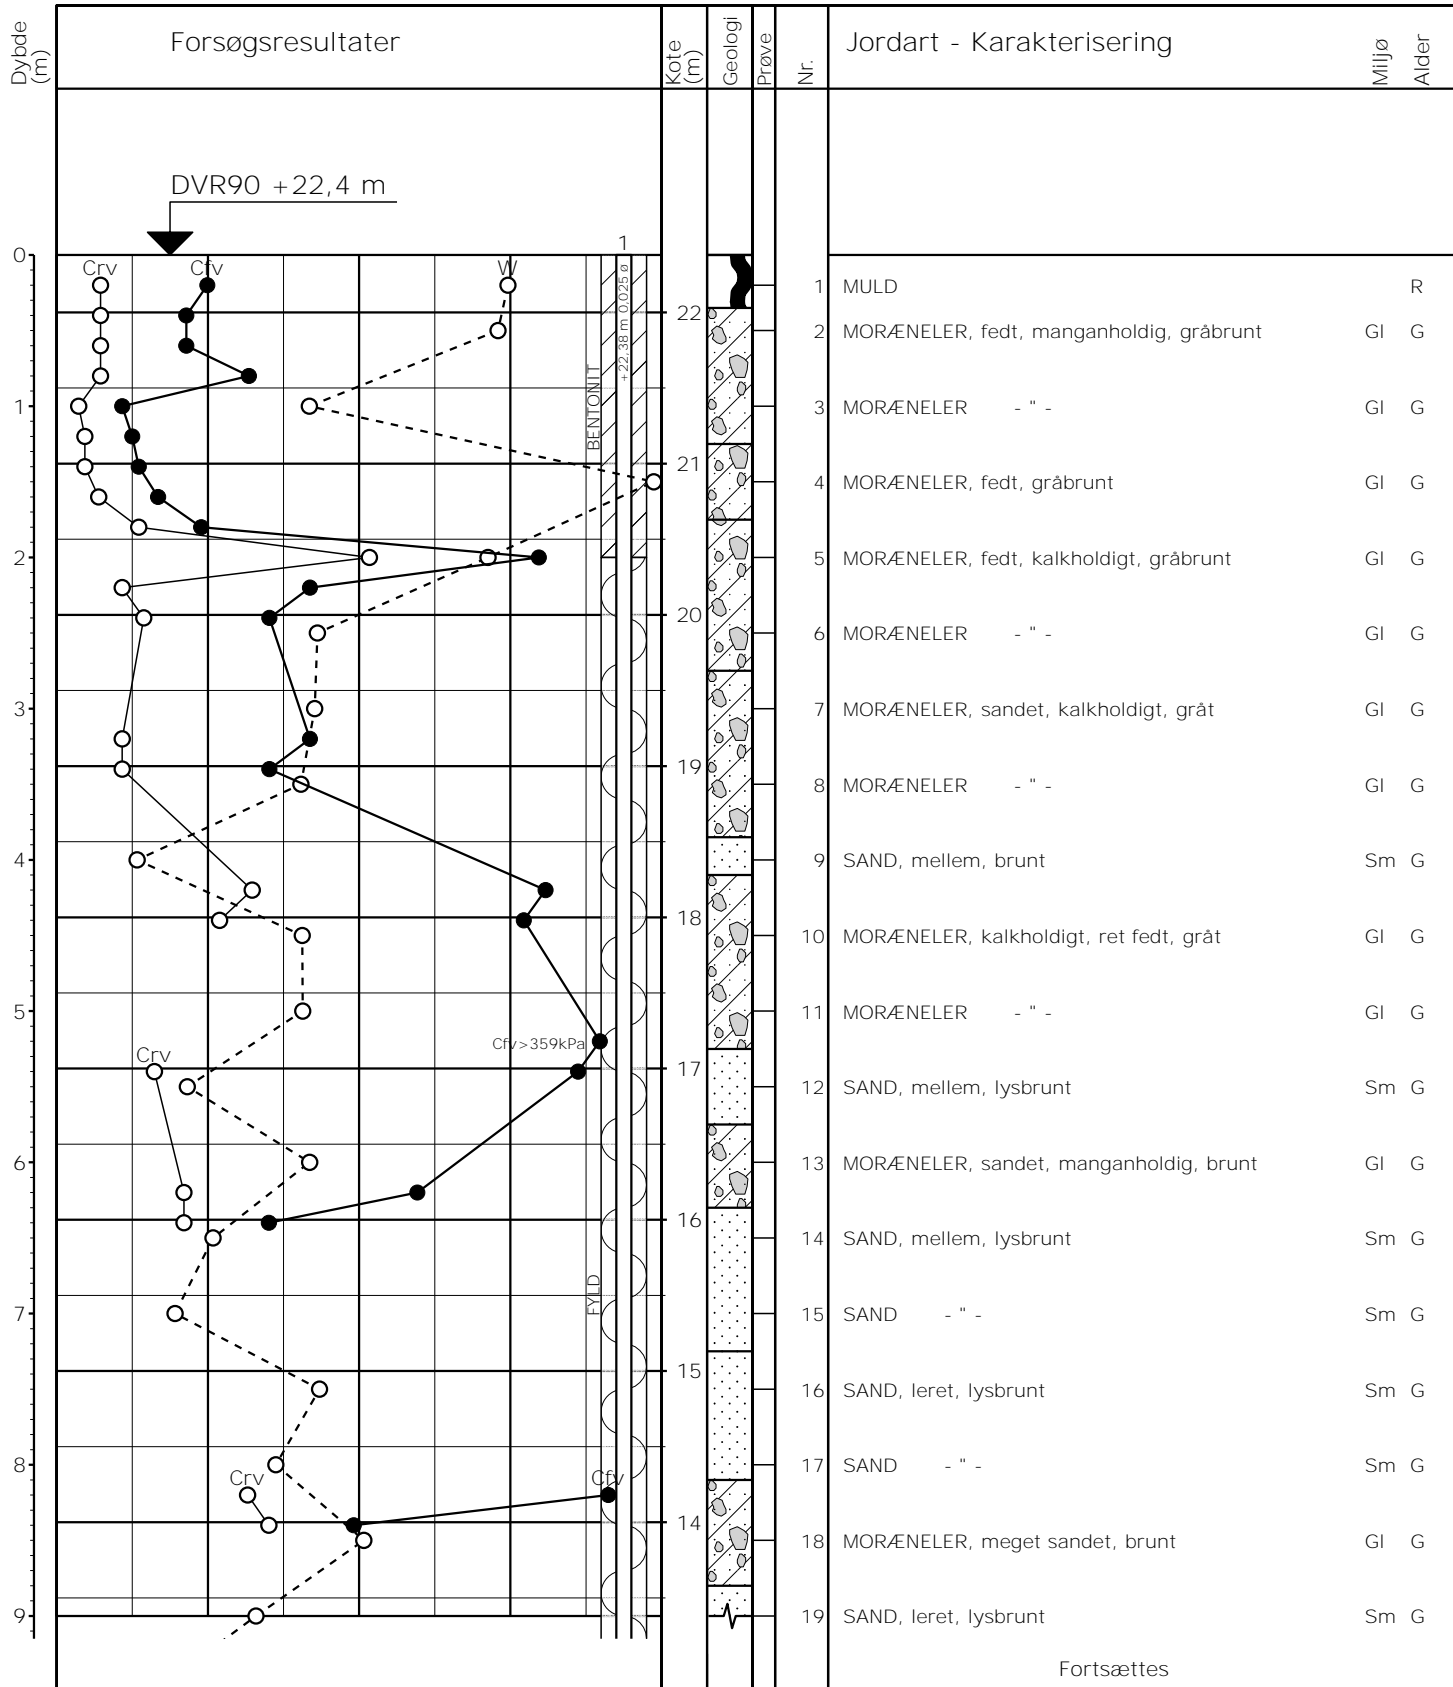 Dybde (m)
Forsøgsresultater
Kote (m)
Geologi
Prøve
Nr.
Jordart - Karakterisering
Miljø
Alder
DVR90 +22,4 m
1
0
Crv
Cfv
W
+22,38 m 0,025 ø
1 MULD R
22
2 MORÆNELER, fedt, manganholdig, gråbrunt Gl G
BENTONIT
1
3 MORÆNELER - " - Gl G
21
4 MORÆNELER, fedt, gråbrunt Gl G
2
5 MORÆNELER, fedt, kalkholdigt, gråbrunt Gl G
20
6 MORÆNELER - " - Gl G
3
7 MORÆNELER, sandet, kalkholdigt, gråt Gl G
19
8 MORÆNELER - " - Gl G
4
9 SAND, mellem, brunt Sm G
18
10 MORÆNELER, kalkholdigt, ret fedt, gråt Gl G
5
11 MORÆNELER - " - Gl G
Cfv>359kPa
Crv
17
12 SAND, mellem, lysbrunt Sm G
6
13 MORÆNELER, sandet, manganholdig, brunt Gl G
16
14 SAND, mellem, lysbrunt Sm G
FYLD
7
15 SAND - " - Sm G
15
16 SAND, leret, lysbrunt Sm G
8
17 SAND - " - Sm G
Crv
Cfv
14
18 MORÆNELER, meget sandet, brunt Gl G
9
19 SAND, leret, lysbrunt Sm G
Fortsættes